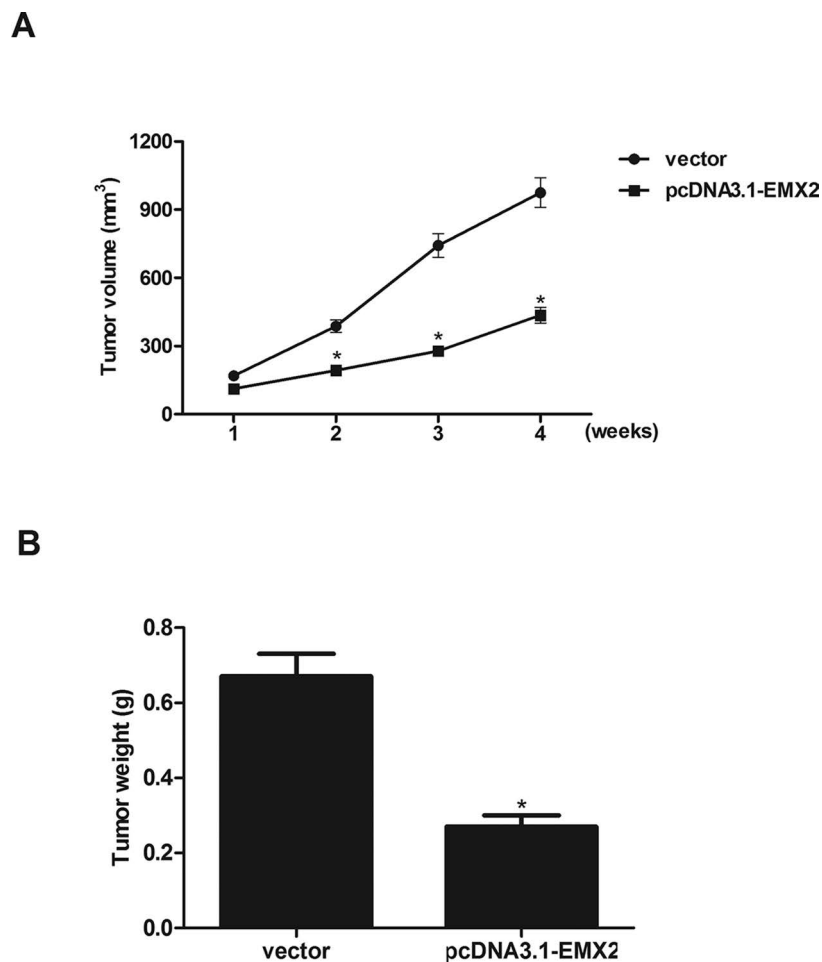 A
Tumor volume (mm³)
1200
900
600
300
0
1 2 3 4 (weeks)
vector
pcDNA3.1-EMX2
*
*
*
B
Tumor weight (g)
0.8
0.6
0.4
0.2
0.0
*
vector pcDNA3.1-EMX2